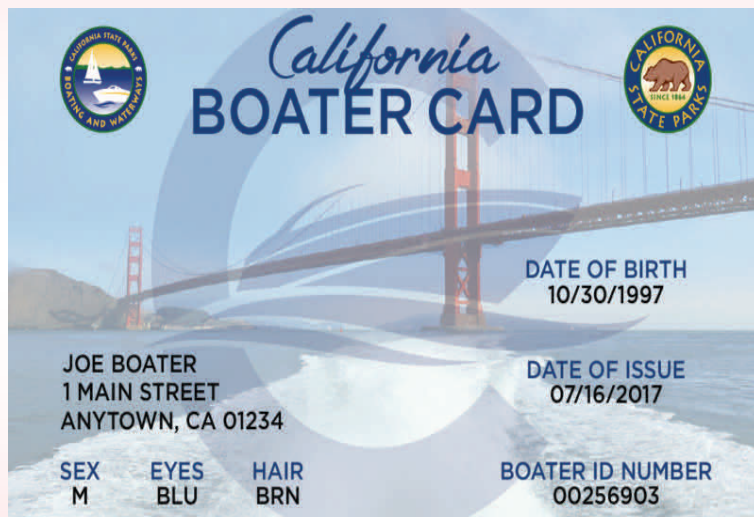 California
BOATER CARD
CALIFORNIA STATE PARKS
BOATING AND WATERWAYS
CALIFORNIA
SINCE 1864
STATE PARKS
DATE OF BIRTH
10/30/1997
JOE BOATER
1 MAIN STREET
ANYTOWN, CA 01234
DATE OF ISSUE
07/16/2017
SEX EYES HAIR
M BLU BRN
BOATER ID NUMBER
00256903